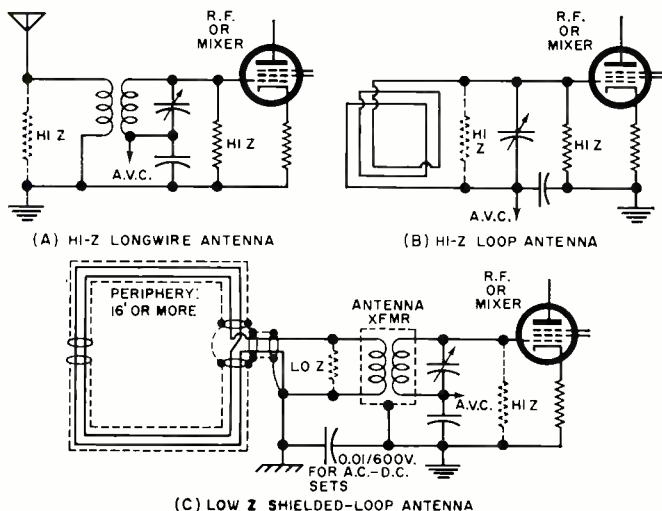 R.F.
OR
MIXER
HI Z
A.V.C.
HI Z
(A) HI-Z LONGWIRE ANTENNA
R.F.
OR
MIXER
HI
Z
HI Z
A.V.C.
(B) HI-Z LOOP ANTENNA
PERIPHERY:
16' OR MORE
LO Z
ANTENNA
XFMR
R.F.
OR
MIXER
A.V.C.
HI Z
0.01/600V.
FOR A.C.-D.C.
SETS
(C) LOW Z SHIELDED-LOOP ANTENNA